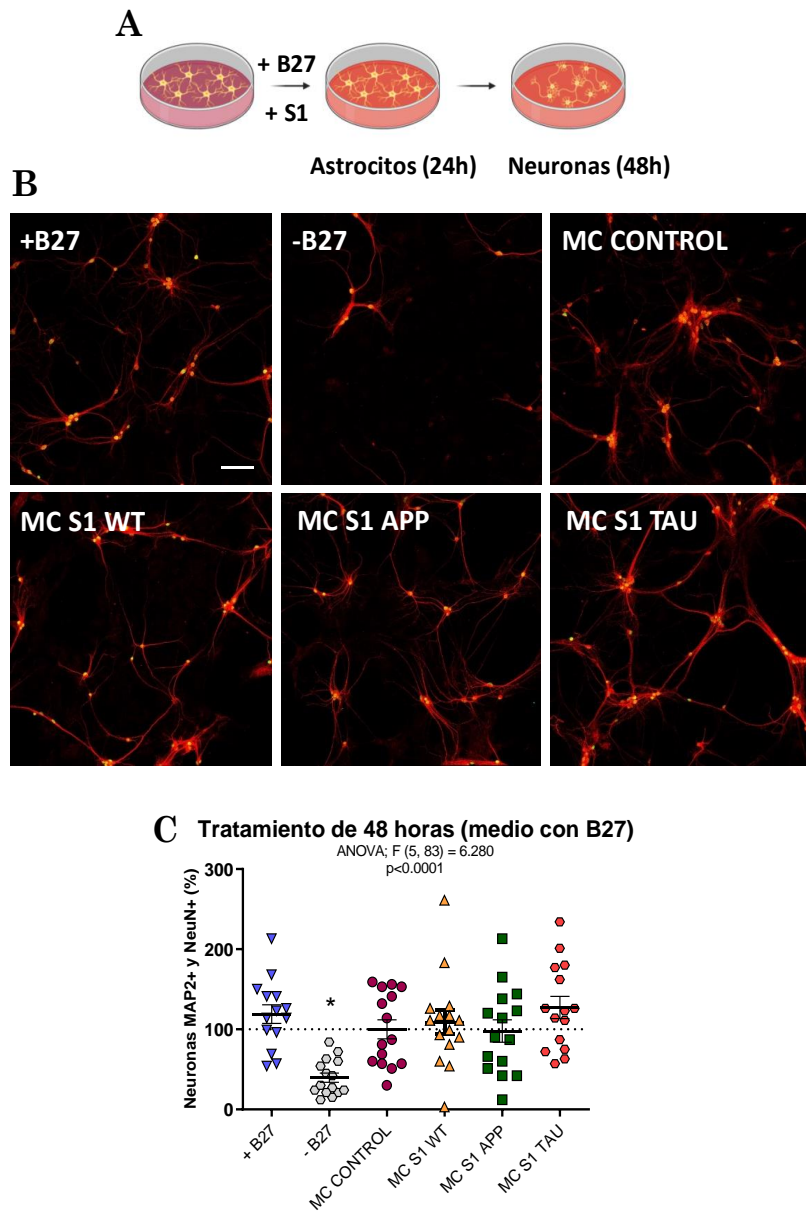 A
+ B27
+ S1
Astrocitos (24h)
Neuronas (48h)
B
+B27
-B27
MC CONTROL
MC S1 WT
MC S1 APP
MC S1 TAU
C Tratamiento de 48 horas (medio con B27)
ANOVA; F (5, 83) = 6.280
p<0.0001
Neuronas MAP2+ y NeuN+ (%)
300
200
100
0
*
+ B27
- B27
MC CONTROL
MC S1 WT
MC S1 APP
MC S1 TAU